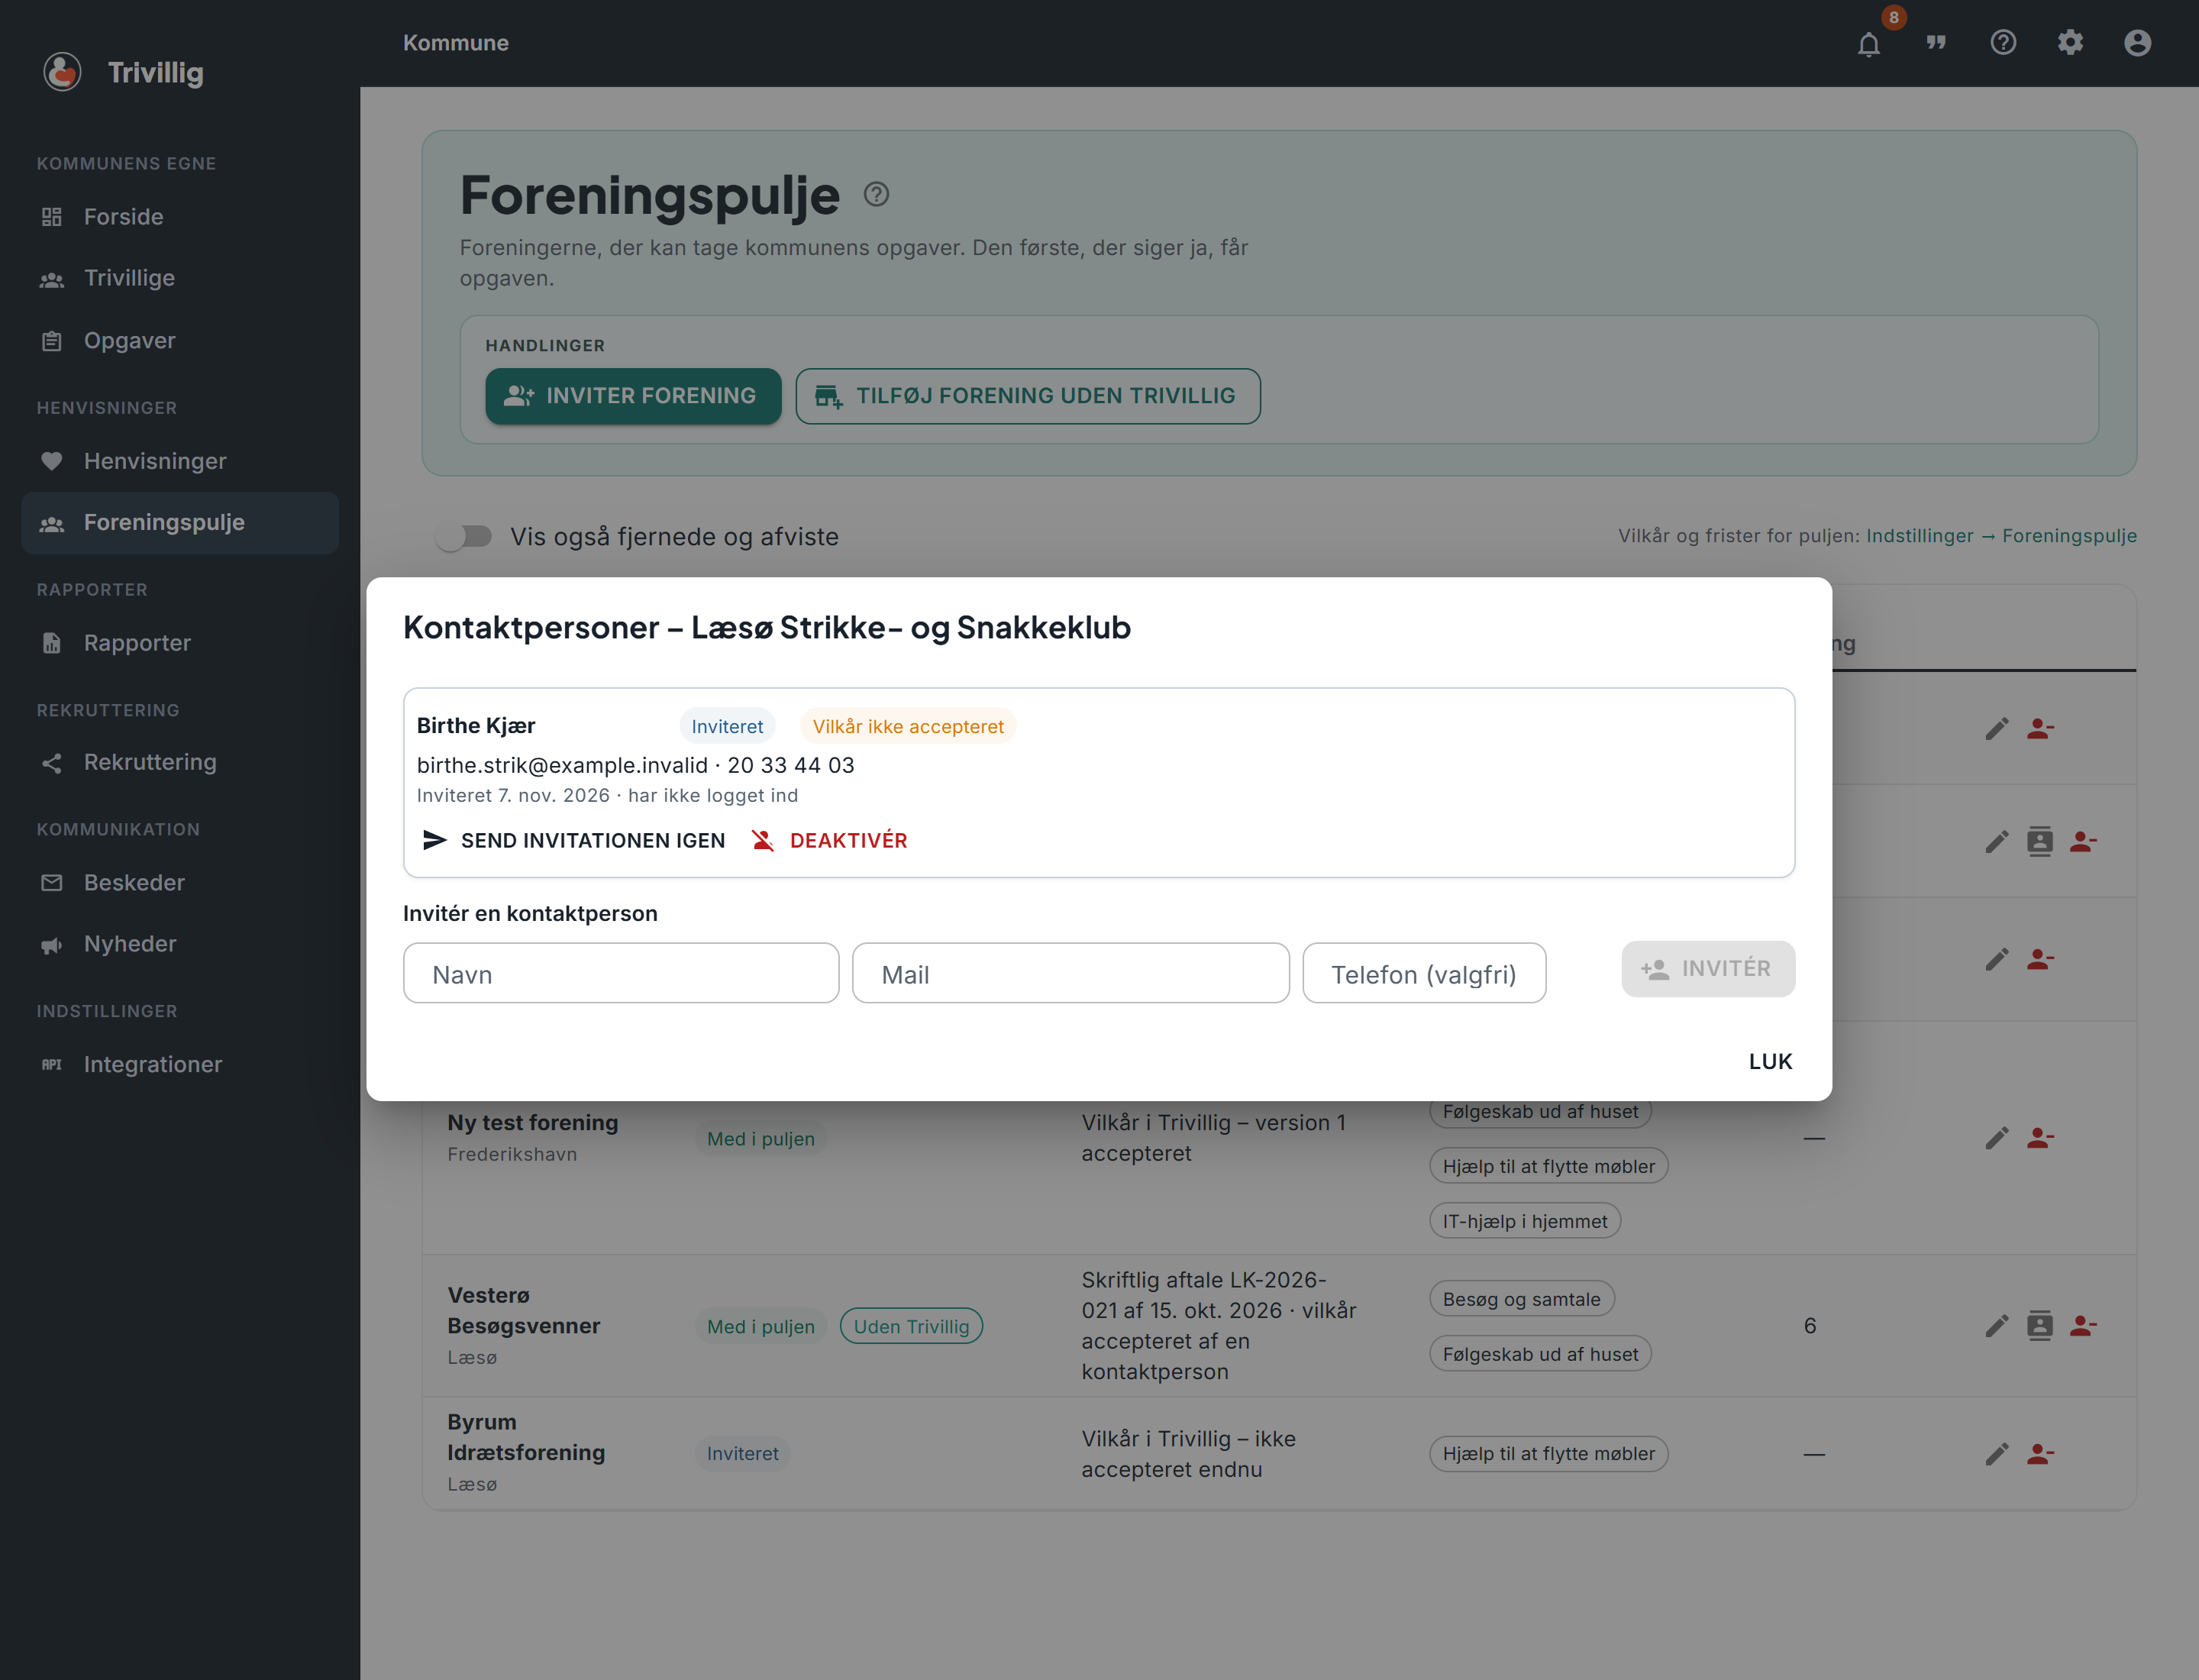 Trivillig
Kommune
8
KOMMUNENS EGNE
Forside
Trivillige
Opgaver
HENVISNINGER
Henvisninger
Foreningspulje
RAPPORTER
Rapporter
REKRUTTERING
Rekruttering
KOMMUNIKATION
Beskeder
Nyheder
INDSTILLINGER
API Integrationer
Foreningspulje
Foreningerne, der kan tage kommunens opgaver. Den første, der siger ja, får
opgaven.
HANDLINGER
INVITER FORENING
TILFØJ FORENING UDEN TRIVILLIG
Vis også fjernede og afviste
Vilkår og frister for puljen: Indstillinger → Foreningspulje
ng
Kontaktpersoner – Læsø Strikke- og Snakkeklub
Birthe Kjær
Inviteret
Vilkår ikke accepteret
birthe.strik@example.invalid · 20 33 44 03
Inviteret 7. nov. 2026 · har ikke logget ind
SEND INVITATIONEN IGEN
DEAKTIVÉR
Invitér en kontaktperson
Navn
Mail
Telefon (valgfri)
INVITÉR
LUK
Ny test forening
Frederikshavn
Med i puljen
Vilkår i Trivillig – version 1
accepteret
Følgeskab ud af huset
Hjælp til at flytte møbler
IT-hjælp i hjemmet
—
Vesterø
Besøgsvenner
Læsø
Med i puljen
Uden Trivillig
Skriftlig aftale LK-2026-
021 af 15. okt. 2026 · vilkår
accepteret af en
kontaktperson
Besøg og samtale
Følgeskab ud af huset
6
Byrum
Idrætsforening
Læsø
Inviteret
Vilkår i Trivillig – ikke
accepteret endnu
Hjælp til at flytte møbler
—